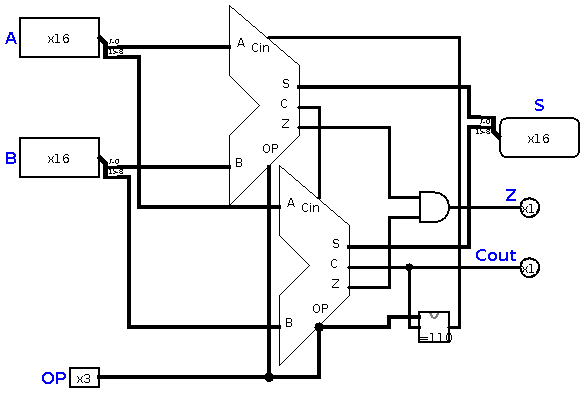 A
x16
7-0
15-8
A
Cin
S
C
Z
OP
B
B
x16
7-0
15-8
A
Cin
S
C
Z
OP
B
OP
x3
=110
7-0
15-8
S
x16
Z
x1
Cout
x1